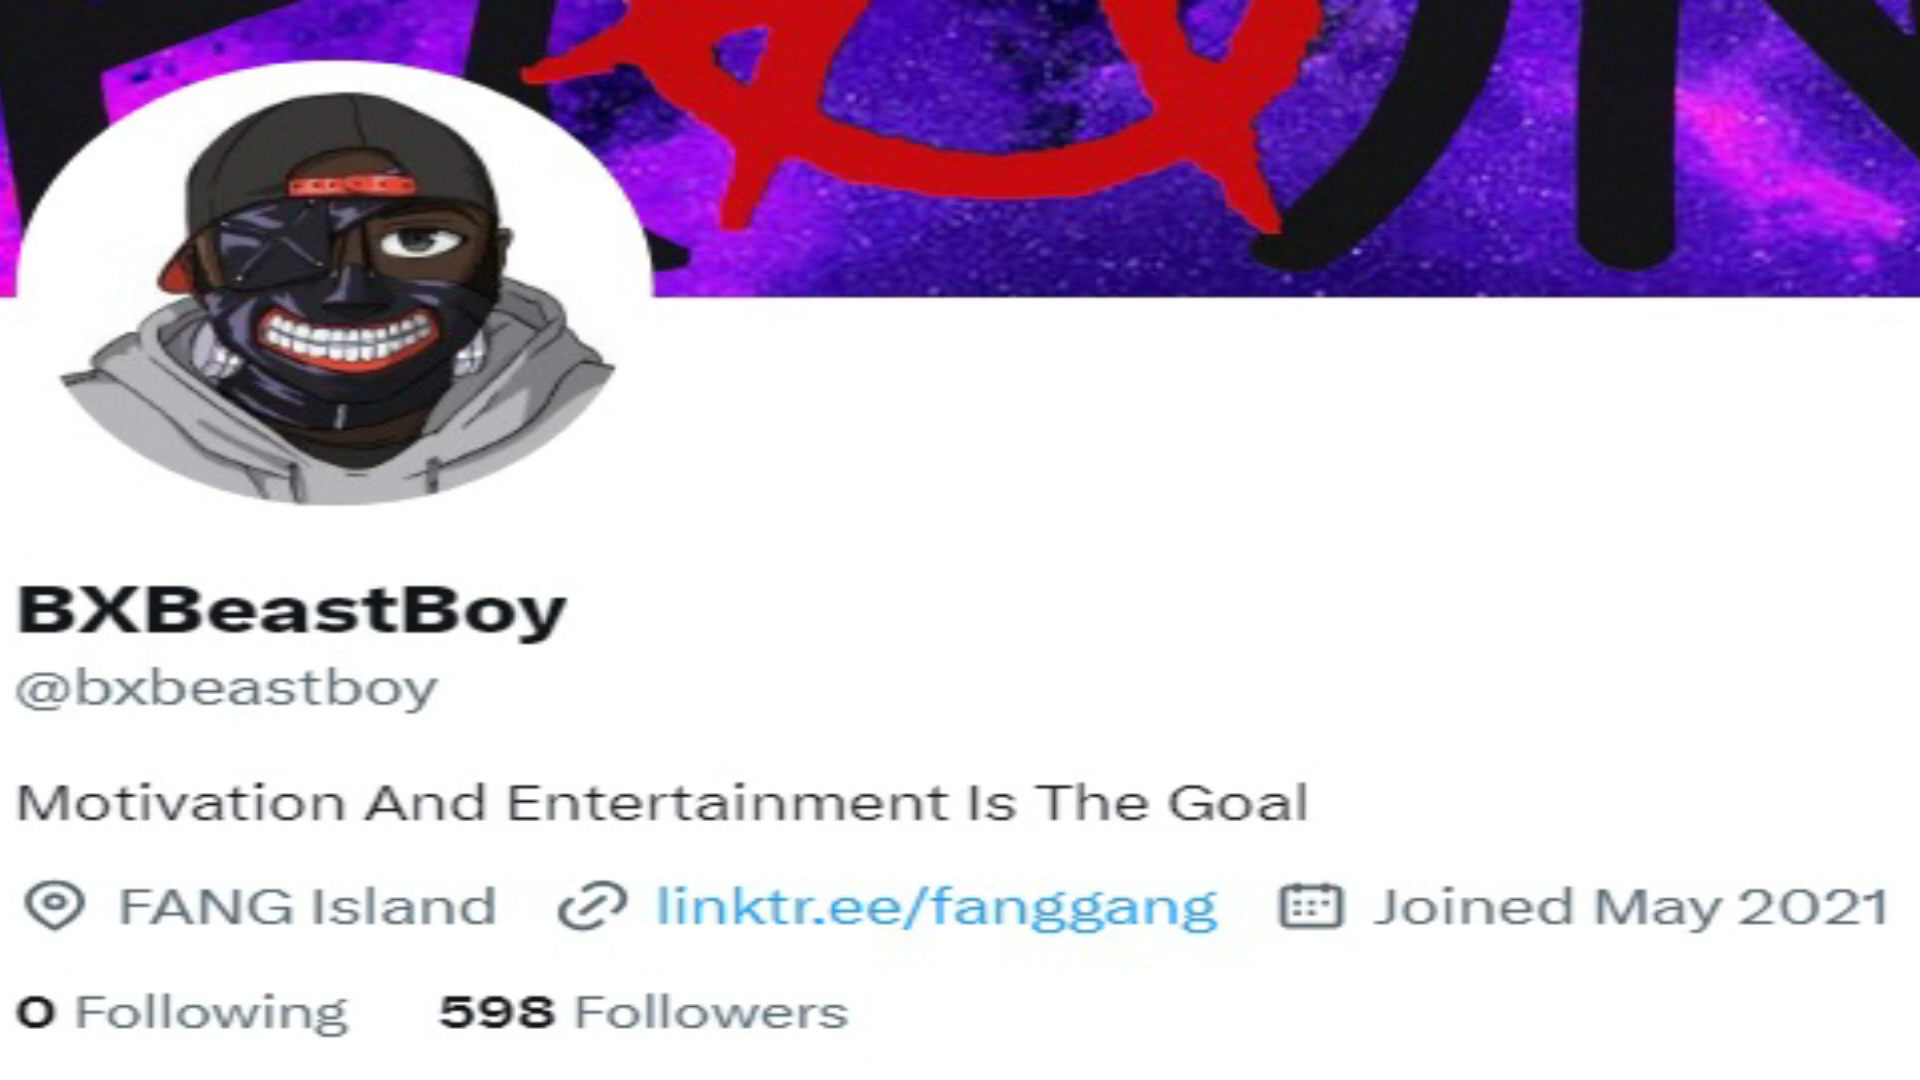 BXBeastBoy
@bxbeastboy
Motivation And Entertainment Is The Goal
FANG Island linktr.ee/fanggang Joined May 2021
0 Following 598 Followers